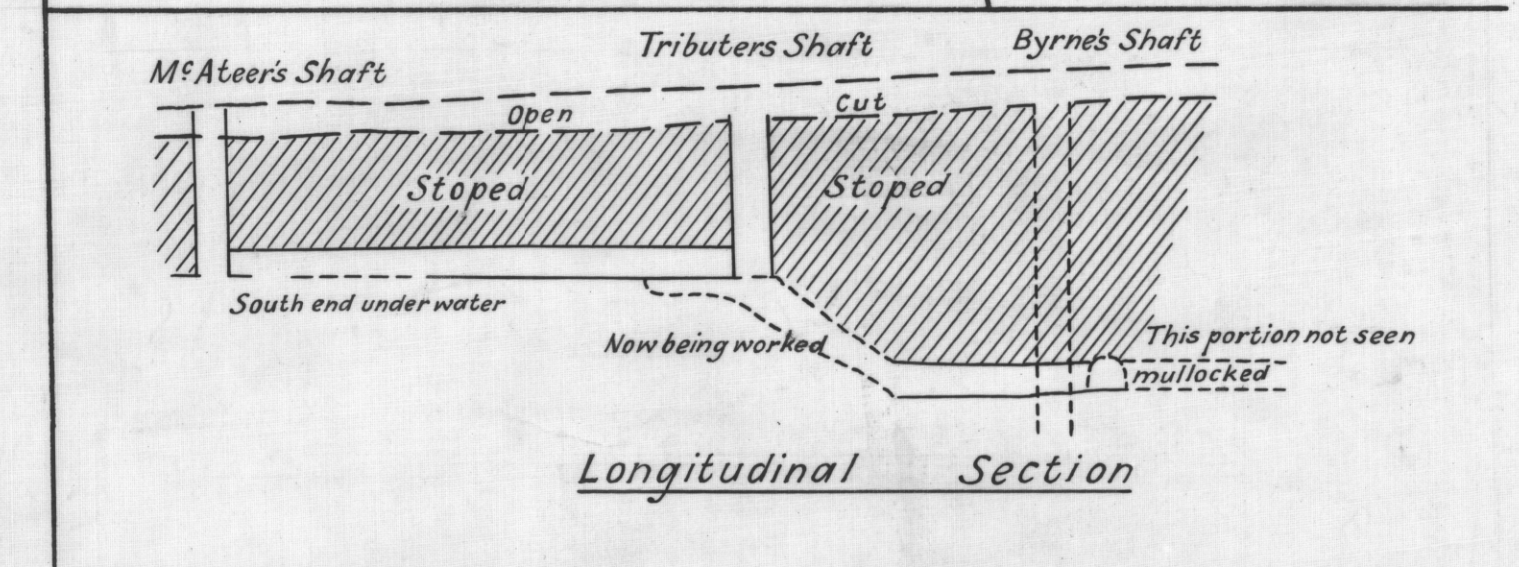 McAteer's Shaft
Tributers Shaft
Byrne's Shaft
Open
Cut
Stoped
Stoped
South end under water
Now being worked
This portion not seen
mullocked
Longitudinal Section